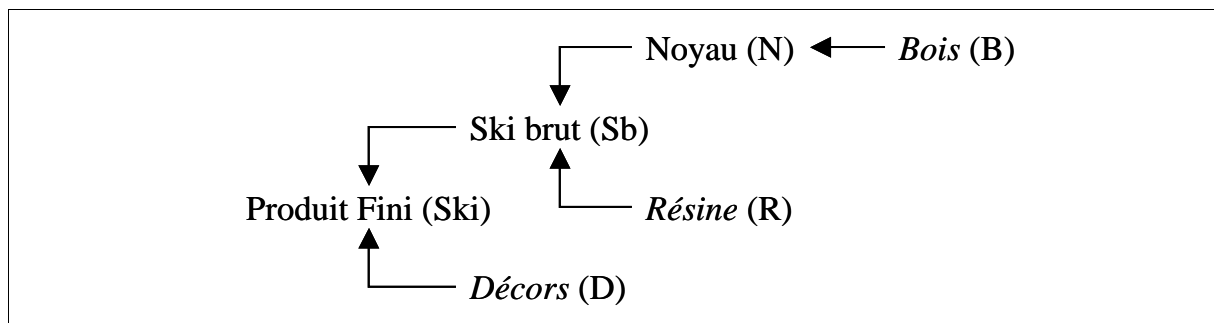 Noyau (N) Bois (B)
Ski brut (Sb)
Produit Fini (Ski) Résine (R)
Décors (D)